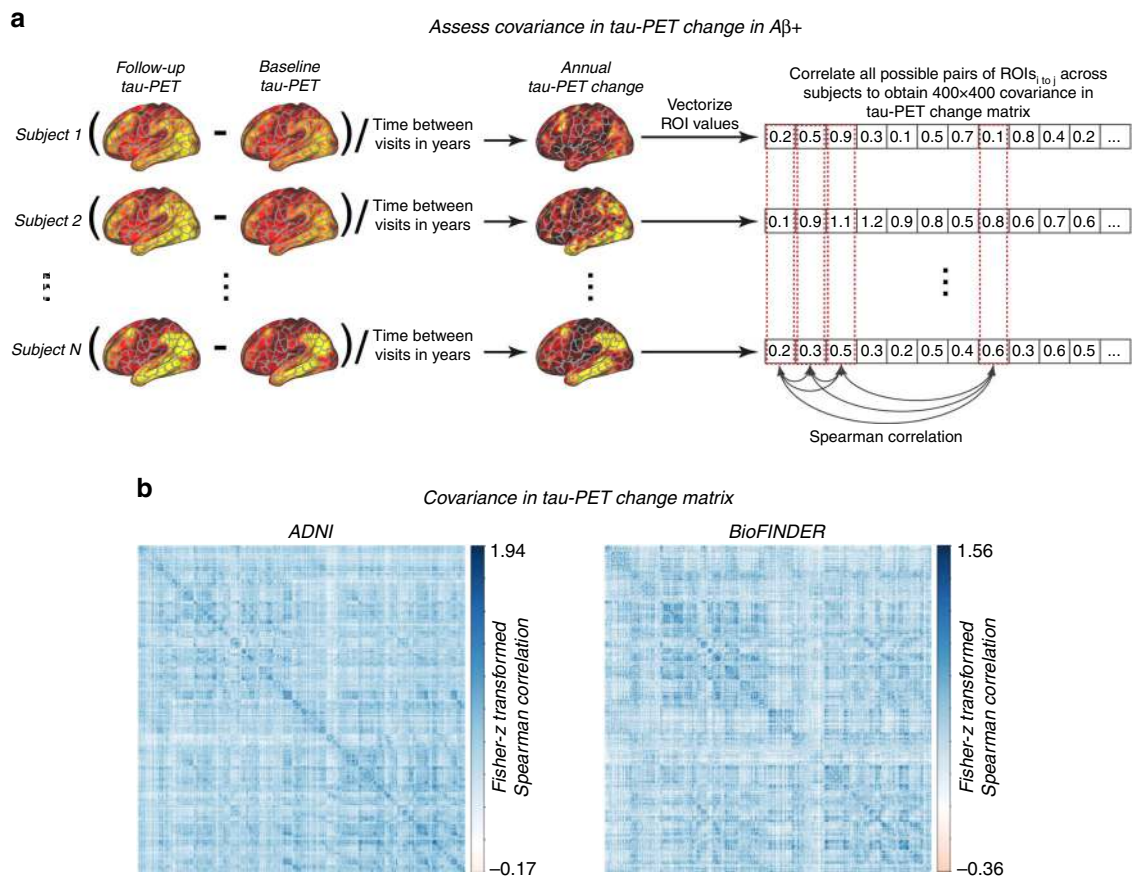 a
Assess covariance in tau-PET change in Aβ+
Follow-up
tau-PET
Baseline
tau-PET
Annual
tau-PET change
Vectorize
ROI values
Correlate all possible pairs of ROIs i to j across
subjects to obtain 400×400 covariance in
tau-PET change matrix
Subject 1 ( - ) / Time between
visits in years
0.2 0.5 0.9 0.3 0.1 0.5 0.7 0.1 0.8 0.4 0.2 ...
Subject 2 ( - ) / Time between
visits in years
0.1 0.9 1.1 1.2 0.9 0.8 0.5 0.8 0.6 0.7 0.6 ...
Subject N ( - ) / Time between
visits in years
0.2 0.3 0.5 0.3 0.2 0.5 0.4 0.6 0.3 0.6 0.5 ...
Spearman correlation
b
Covariance in tau-PET change matrix
ADNI
1.94
Fisher-z transformed
Spearman correlation
–0.17
BioFINDER
1.56
Fisher-z transformed
Spearman correlation
–0.36